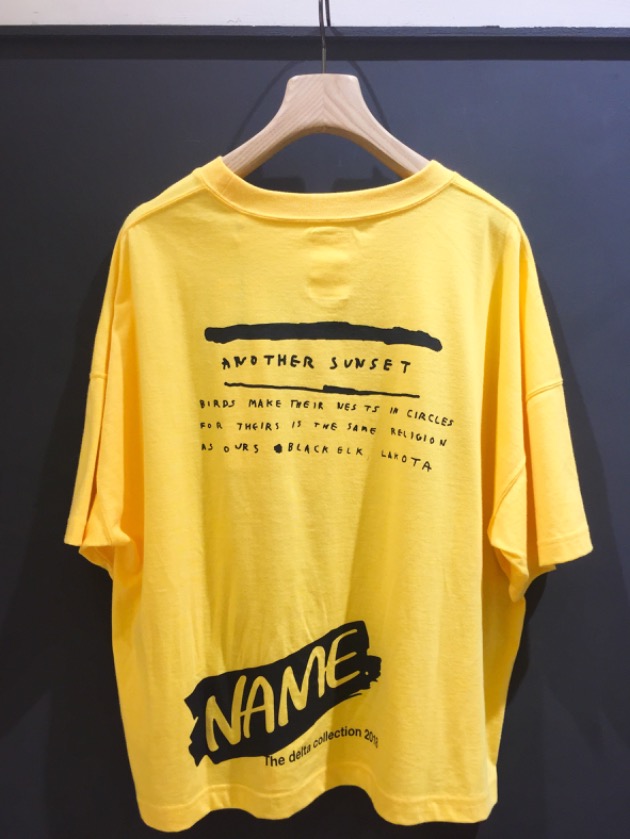 ANOTHER SUNSET
BIRDS MAKE THEIR NESTS IN CIRCLES
FOR THEIRS IS THE SAME RELIGION
AS OURS ●BLACK ELK LAKOTA
NAME
The delta collection